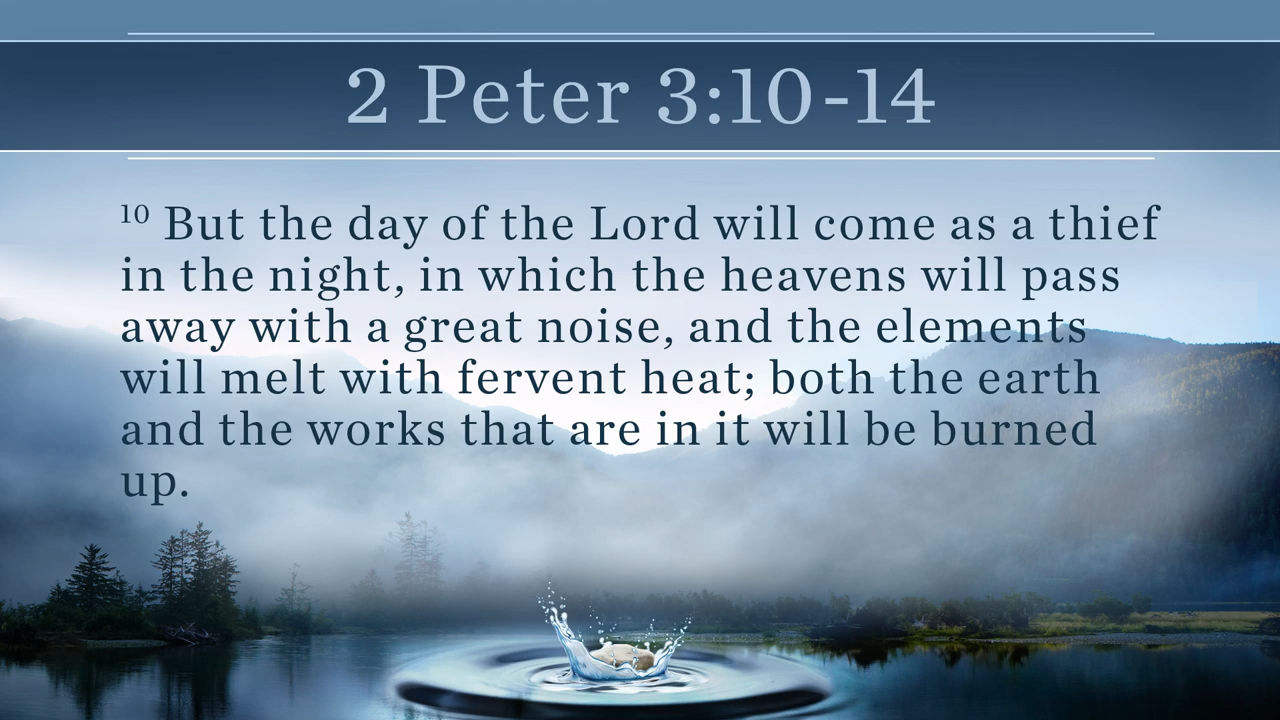 2 Peter 3:10-14
10 But the day of the Lord will come as a thief
in the night, in which the heavens will pass
away with a great noise, and the elements
will melt with fervent heat; both the earth
and the works that are in it will be burned
up.